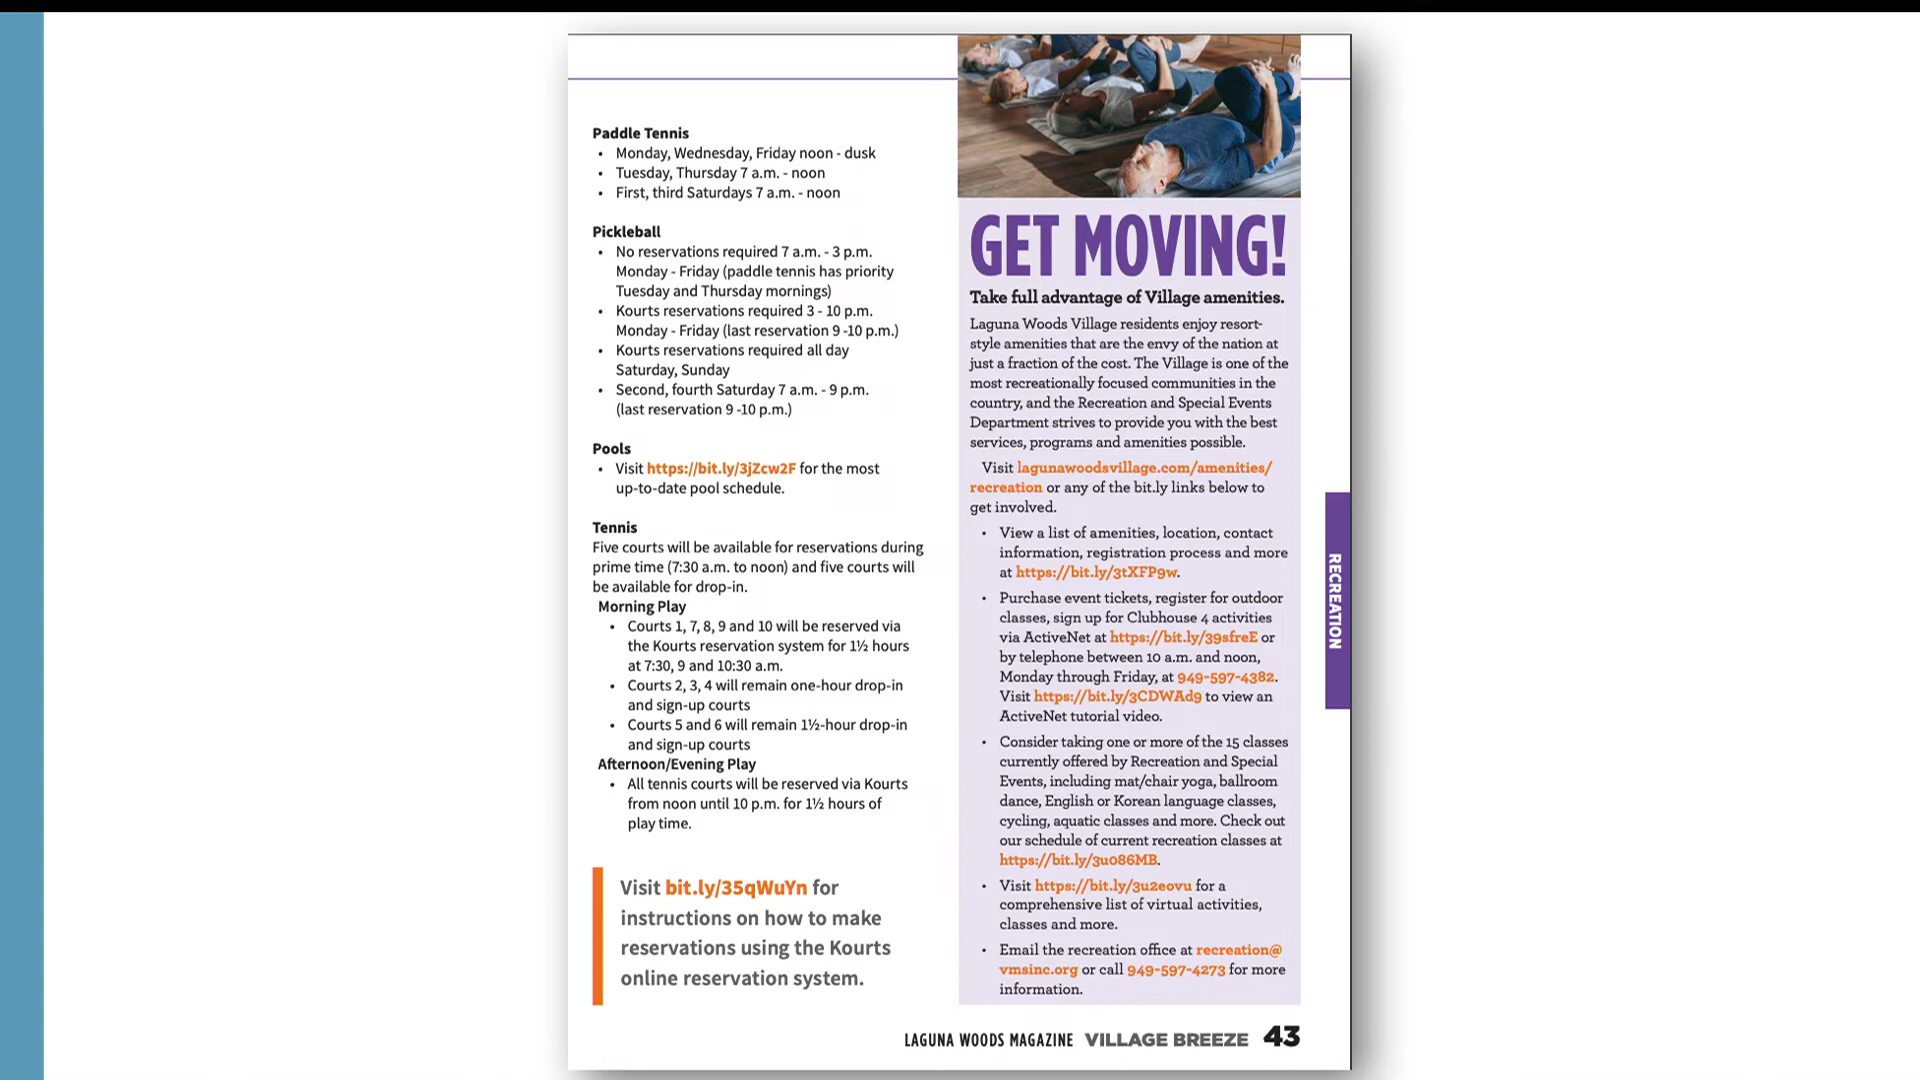 Paddle Tennis
• Monday, Wednesday, Friday noon - dusk
• Tuesday, Thursday 7 a.m. - noon
• First, third Saturdays 7 a.m. - noon
Pickleball
• No reservations required 7 a.m. - 3 p.m.
Monday - Friday (paddle tennis has priority
Tuesday and Thursday mornings)
• Kourts reservations required 3 - 10 p.m.
Monday - Friday (last reservation 9 -10 p.m.)
• Kourts reservations required all day
Saturday, Sunday
• Second, fourth Saturday 7 a.m. - 9 p.m.
(last reservation 9 -10 p.m.)
Pools
• Visit https://bit.ly/3jZcw2F for the most
up-to-date pool schedule.
Tennis
Five courts will be available for reservations during
prime time (7:30 a.m. to noon) and five courts will
be available for drop-in.
Morning Play
• Courts 1, 7, 8, 9 and 10 will be reserved via
the Kourts reservation system for 1½ hours
at 7:30, 9 and 10:30 a.m.
• Courts 2, 3, 4 will remain one-hour drop-in
and sign-up courts
• Courts 5 and 6 will remain 1½-hour drop-in
and sign-up courts
Afternoon/Evening Play
• All tennis courts will be reserved via Kourts
from noon until 10 p.m. for 1½ hours of
play time.
Visit bit.ly/35qWuYn for
instructions on how to make
reservations using the Kourts
online reservation system.
GET MOVING!
Take full advantage of Village amenities.
Laguna Woods Village residents enjoy resort-
style amenities that are the envy of the nation at
just a fraction of the cost. The Village is one of the
most recreationally focused communities in the
country, and the Recreation and Special Events
Department strives to provide you with the best
services, programs and amenities possible.
Visit lagunawoodsvillage.com/amenities/
recreation or any of the bit.ly links below to
get involved.
• View a list of amenities, location, contact
information, registration process and more
at https://bit.ly/3tXFP9w.
• Purchase event tickets, register for outdoor
classes, sign up for Clubhouse 4 activities
via ActiveNet at https://bit.ly/39sfreE or
by telephone between 10 a.m. and noon,
Monday through Friday, at 949-597-4382.
Visit https://bit.ly/3CDWAd9 to view an
ActiveNet tutorial video.
• Consider taking one or more of the 15 classes
currently offered by Recreation and Special
Events, including mat/chair yoga, ballroom
dance, English or Korean language classes,
cycling, aquatic classes and more. Check out
our schedule of current recreation classes at
https://bit.ly/3u086MB.
• Visit https://bit.ly/3u2eovu for a
comprehensive list of virtual activities,
classes and more.
• Email the recreation office at recreation@
vmsinc.org or call 949-597-4273 for more
information.
RECREATION
LAGUNA WOODS MAGAZINE VILLAGE BREEZE 43